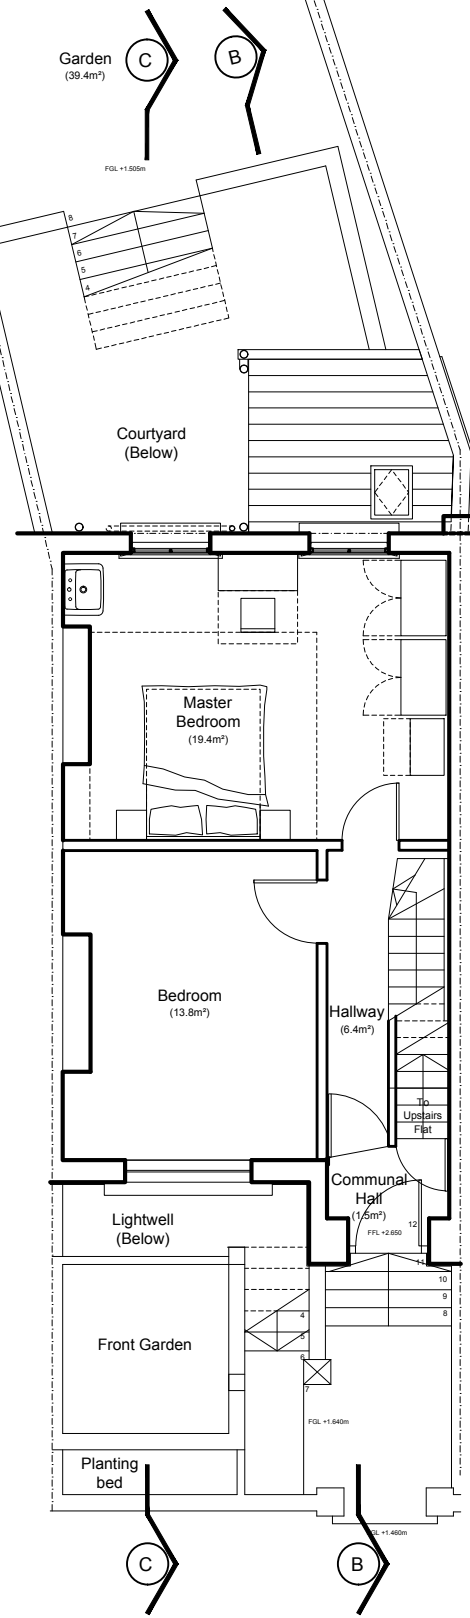 B
Garden
C
(39.4m²)
FGL +1.505m
8
7
6
5
4
Courtyard
(Below)
Master
Bedroom
(19.4m²)
Bedroom
(13.8m²)
Hallway
(6.4m²)
To
Upstairs
Flat
Communal
Hall
(1.5m²)
Lightwell
(Below)
12
FFL +2.650
11
10
9
8
4
5
6
7
Front Garden
FGL +1.640m
Planting
bed
FGL +1.460m
C
B